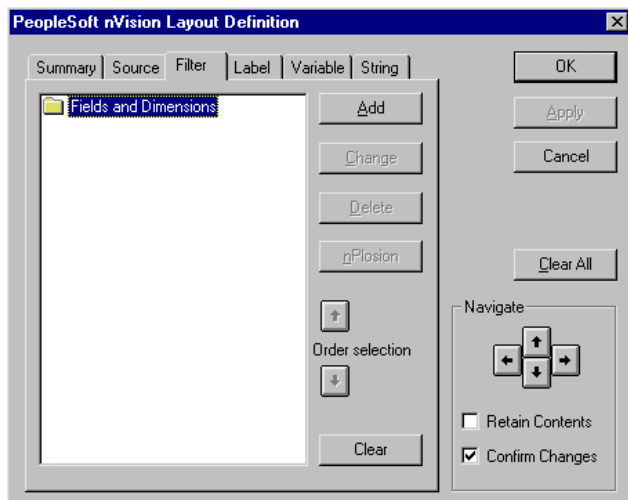 PeopleSoft nVision Layout Definition
Summary Source Filter Label Variable String
Fields and Dimensions
Add
Change
Delete
nPlosion
Order selection
Clear
OK
Apply
Cancel
Clear All
Navigate
Retain Contents
Confirm Changes